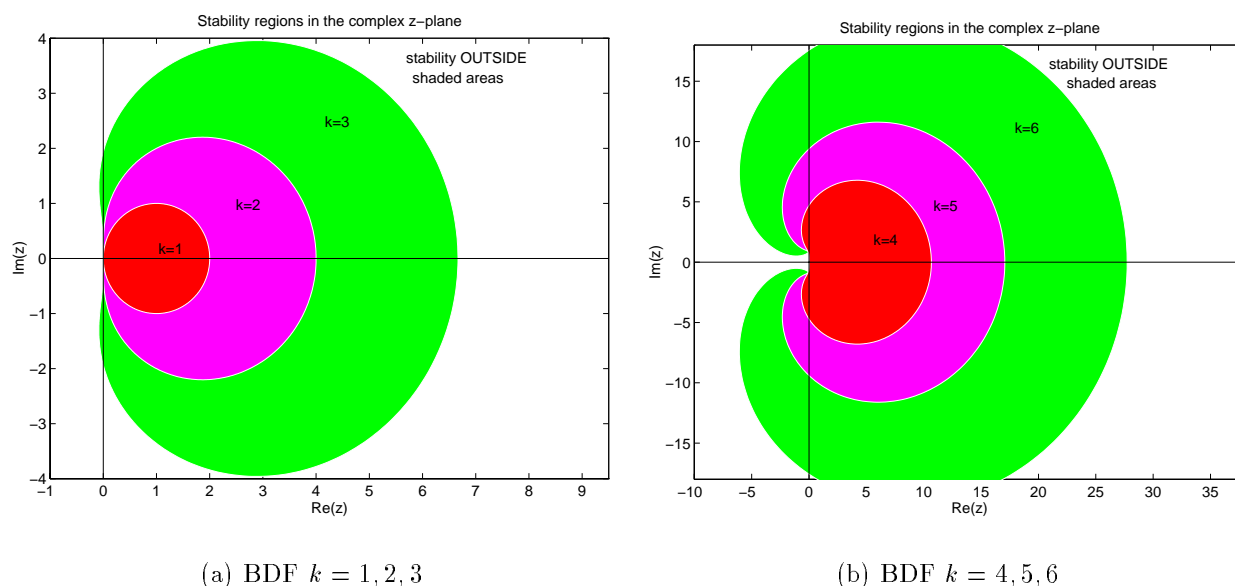 Stability regions in the complex z−plane
4
3
2
1
0
−1
−2
−3
−4
Im(z)
stability OUTSIDE
shaded areas
k=3
k=2
k=1
−1 0 1 2 3 4 5 6 7 8 9
Re(z)
(a) BDF k = 1, 2, 3
Stability regions in the complex z−plane
15
10
5
0
−5
−10
−15
Im(z)
stability OUTSIDE
shaded areas
k=6
k=5
k=4
−10 −5 0 5 10 15 20 25 30 35
Re(z)
(b) BDF k = 4, 5, 6